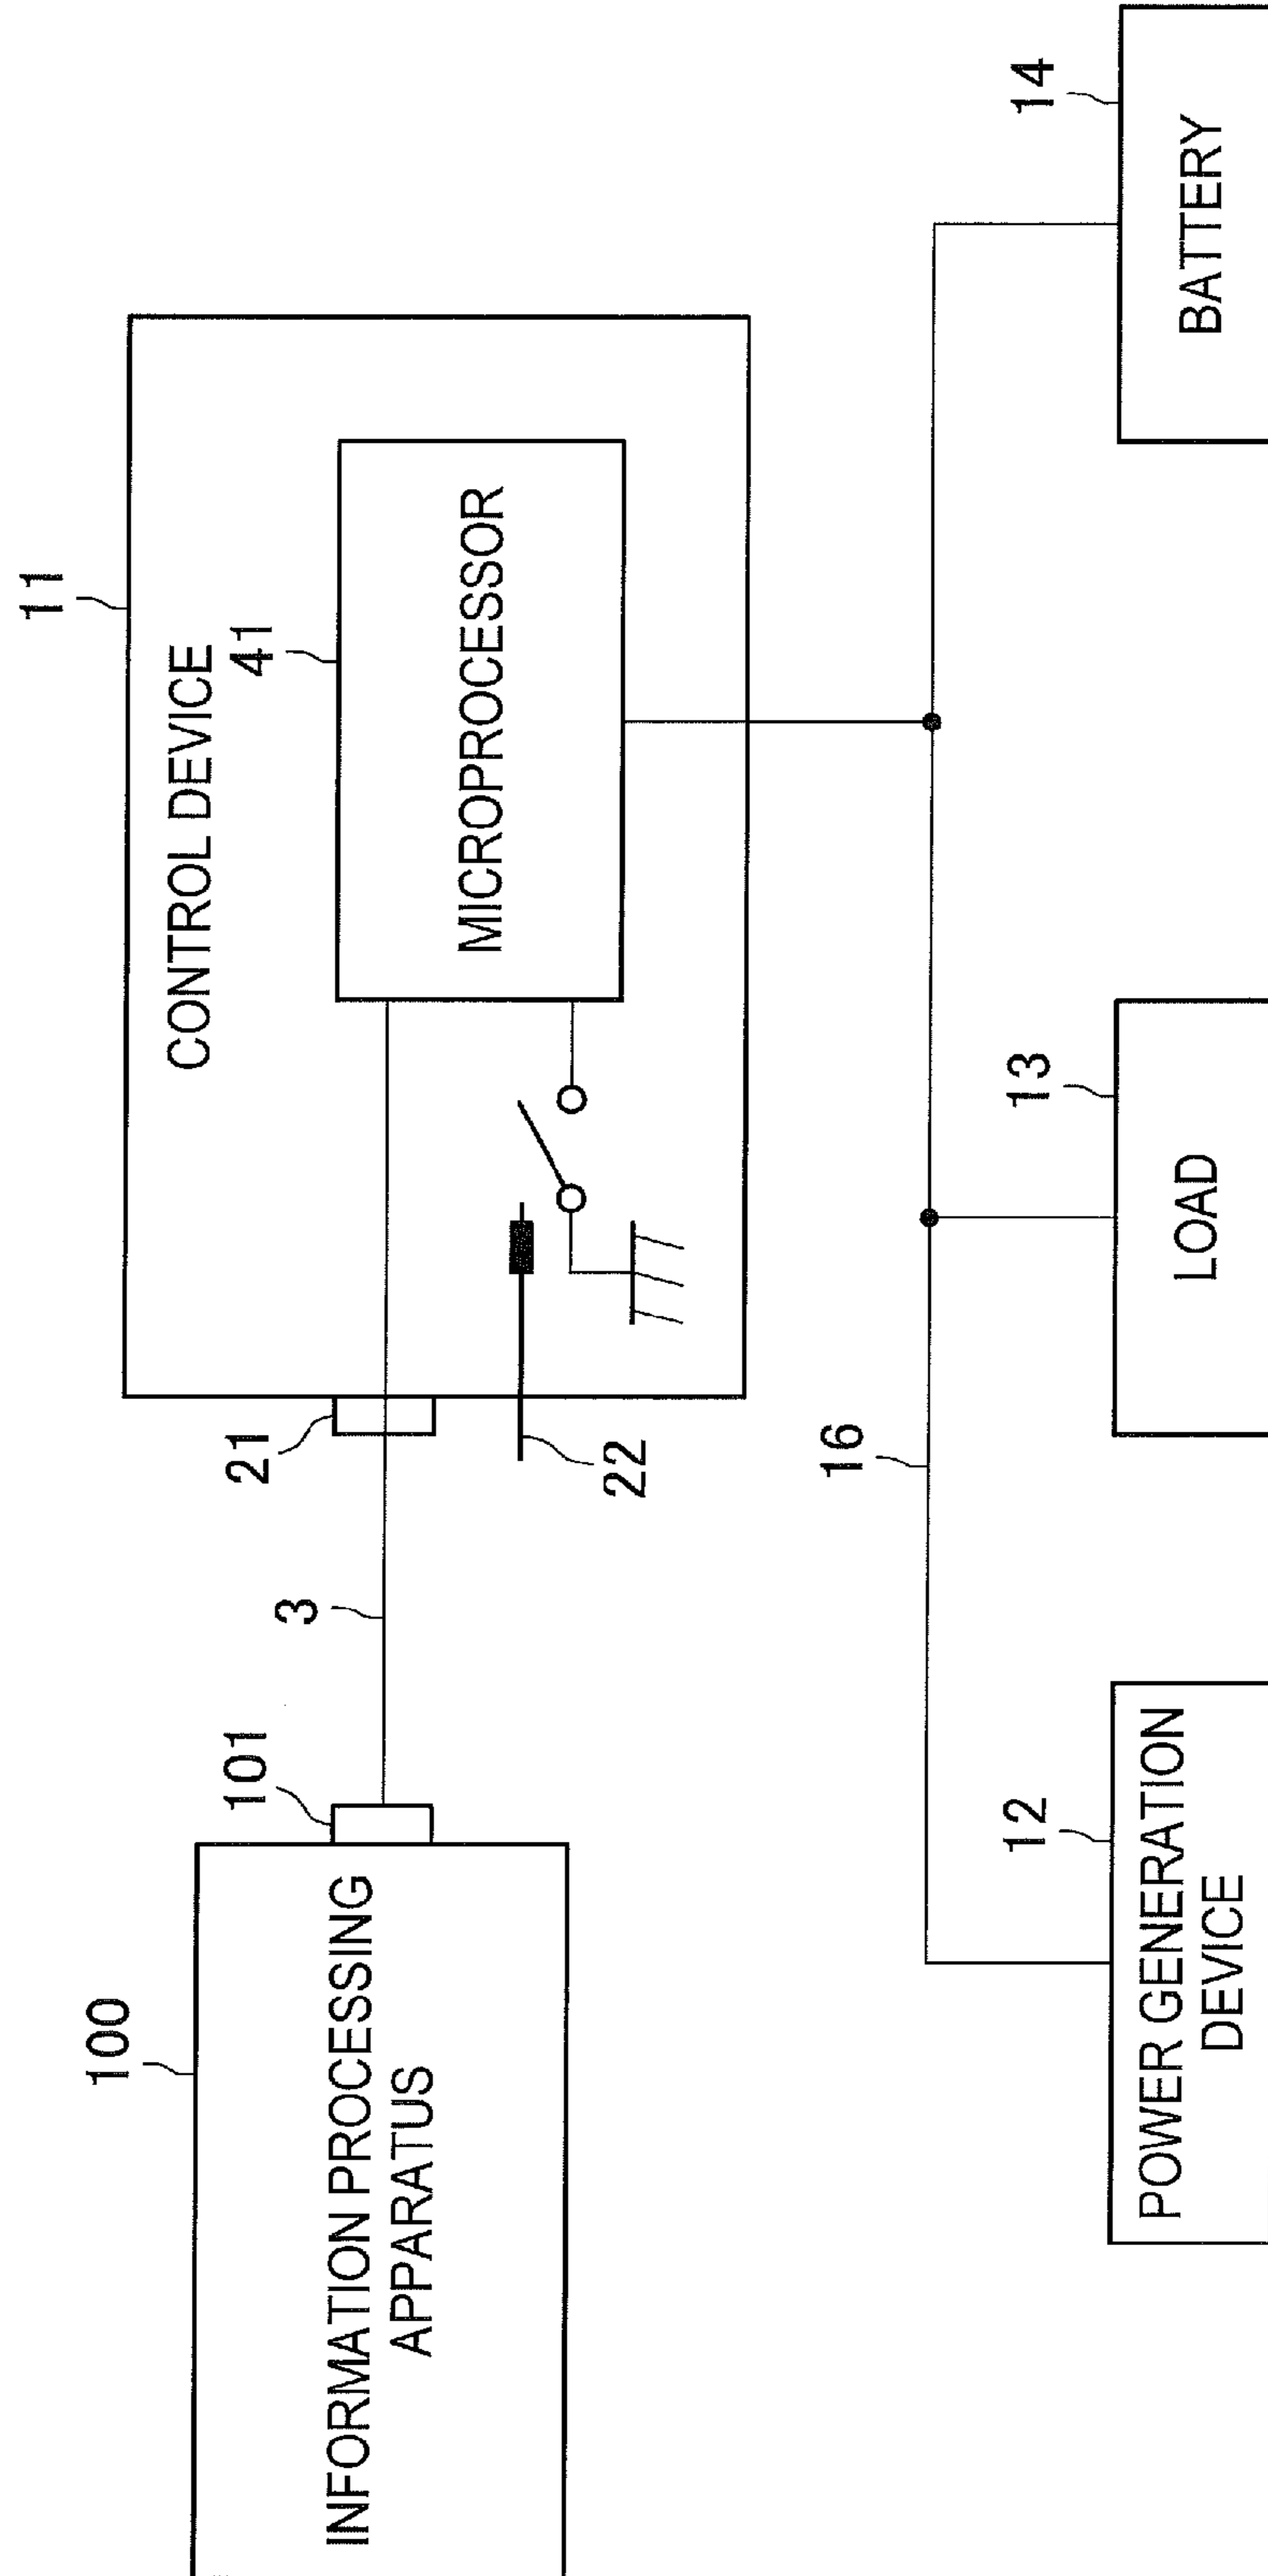 100
INFORMATION PROCESSING
APPARATUS
101
3
11
CONTROL DEVICE
21
22
41
MICROPROCESSOR
16
12
POWER GENERATION
DEVICE
13
LOAD
14
BATTERY